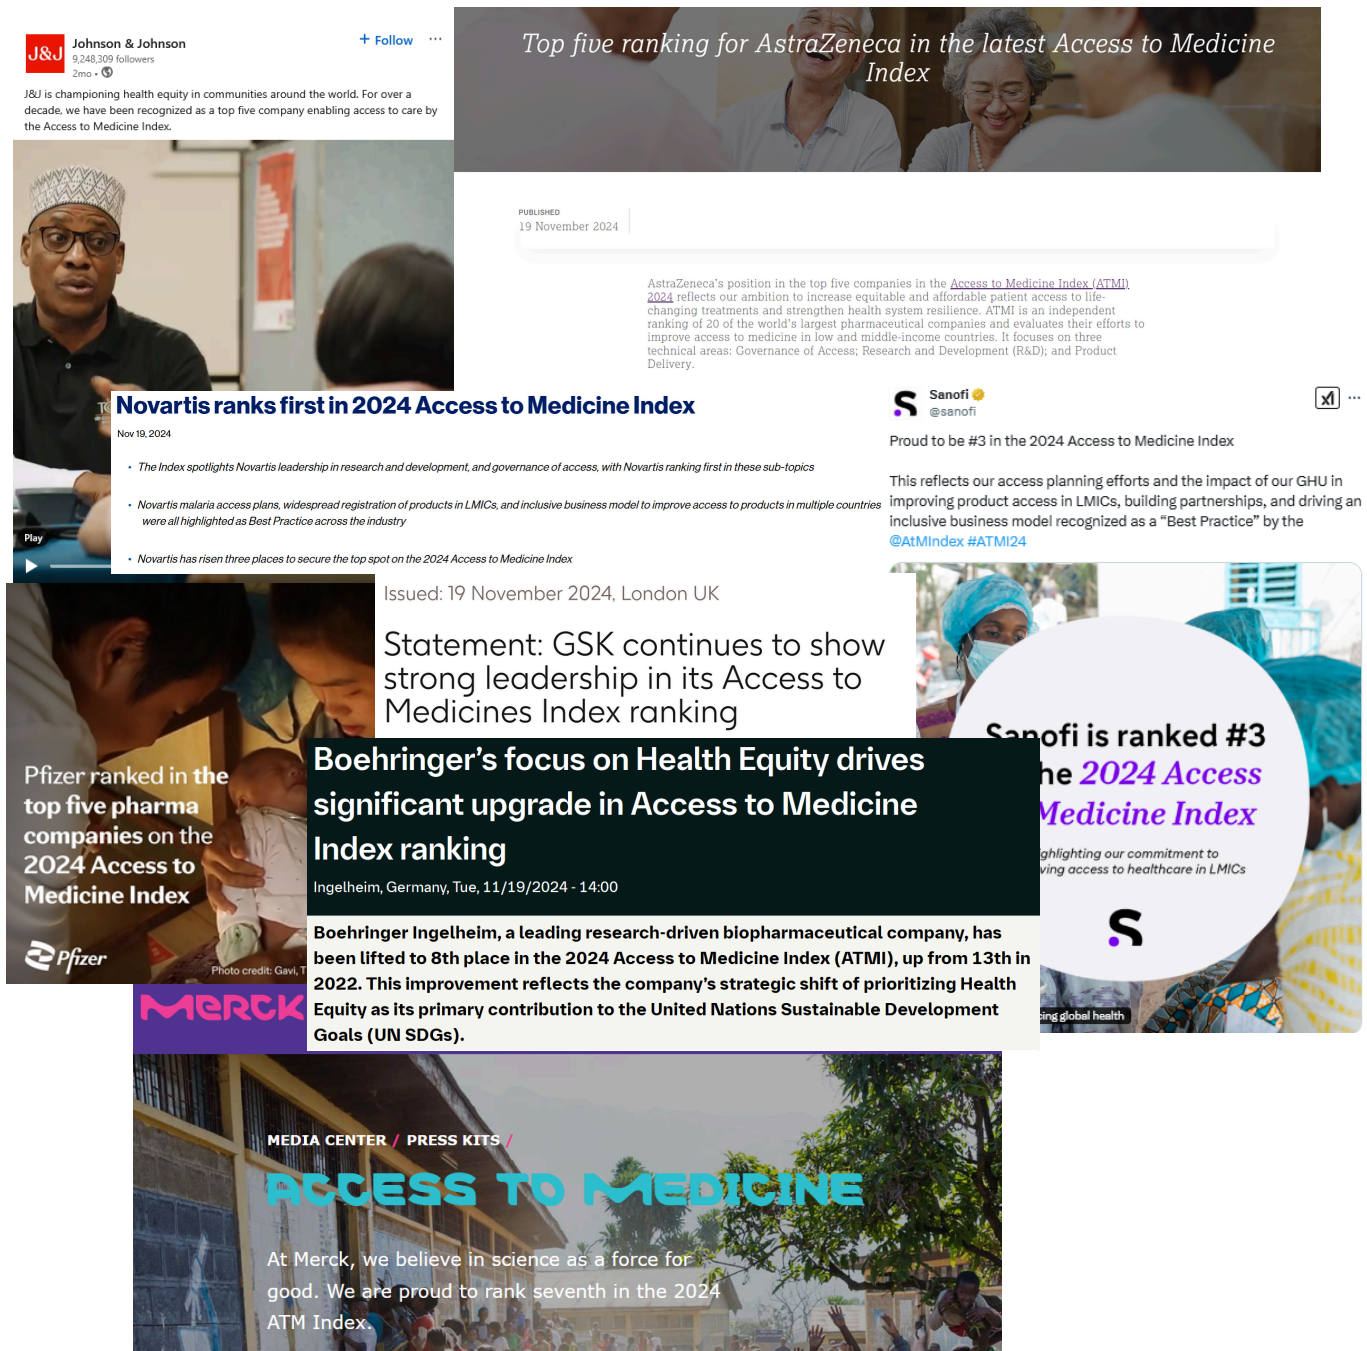 J&J
Johnson & Johnson
9,248,309 followers
2mo •
+ Follow ···
J&J is championing health equity in communities around the world. For over a
decade, we have been recognized as a top five company enabling access to care by
the Access to Medicine Index.
Play
Top five ranking for AstraZeneca in the latest Access to Medicine
Index
PUBLISHED
19 November 2024
AstraZeneca's position in the top five companies in the Access to Medicine Index (ATMI)
2024 reflects our ambition to increase equitable and affordable patient access to life-
changing treatments and strengthen health system resilience. ATMI is an independent
ranking of 20 of the world's largest pharmaceutical companies and evaluates their efforts to
improve access to medicine in low and middle-income countries. It focuses on three
technical areas: Governance of Access; Research and Development (R&D); and Product
Delivery.
Novartis ranks first in 2024 Access to Medicine Index
Nov 19, 2024
• The Index spotlights Novartis leadership in research and development, and governance of access, with Novartis ranking first in these sub-topics
• Novartis malaria access plans, widespread registration of products in LMICs, and inclusive business model to improve access to products in multiple countries
were all highlighted as Best Practice across the industry
• Novartis has risen three places to secure the top spot on the 2024 Access to Medicine Index
Sanofi
@sanofi
Proud to be #3 in the 2024 Access to Medicine Index
This reflects our access planning efforts and the impact of our GHU in
improving product access in LMICs, building partnerships, and driving an
inclusive business model recognized as a “Best Practice” by the
@AtMIndex #ATMI24
Sanofi is ranked #3
he 2024 Access
Medicine Index
ghlighting our commitment to
ving access to healthcare in LMICs
cing global health
Issued: 19 November 2024, London UK
Statement: GSK continues to show
strong leadership in its Access to
Medicines Index ranking
Pfizer ranked in the
top five pharma
companies on the
2024 Access to
Medicine Index
Pfizer
Photo credit: Gavi, T
Boehringer's focus on Health Equity drives
significant upgrade in Access to Medicine
Index ranking
Ingelheim, Germany, Tue, 11/19/2024 - 14:00
Boehringer Ingelheim, a leading research-driven biopharmaceutical company, has
been lifted to 8th place in the 2024 Access to Medicine Index (ATMI), up from 13th in
2022. This improvement reflects the company's strategic shift of prioritizing Health
Equity as its primary contribution to the United Nations Sustainable Development
Goals (UN SDGs).
MERCK
MEDIA CENTER / PRESS KITS /
ACCESS TO MEDICINE
At Merck, we believe in science as a force for
good. We are proud to rank seventh in the 2024
ATM Index.